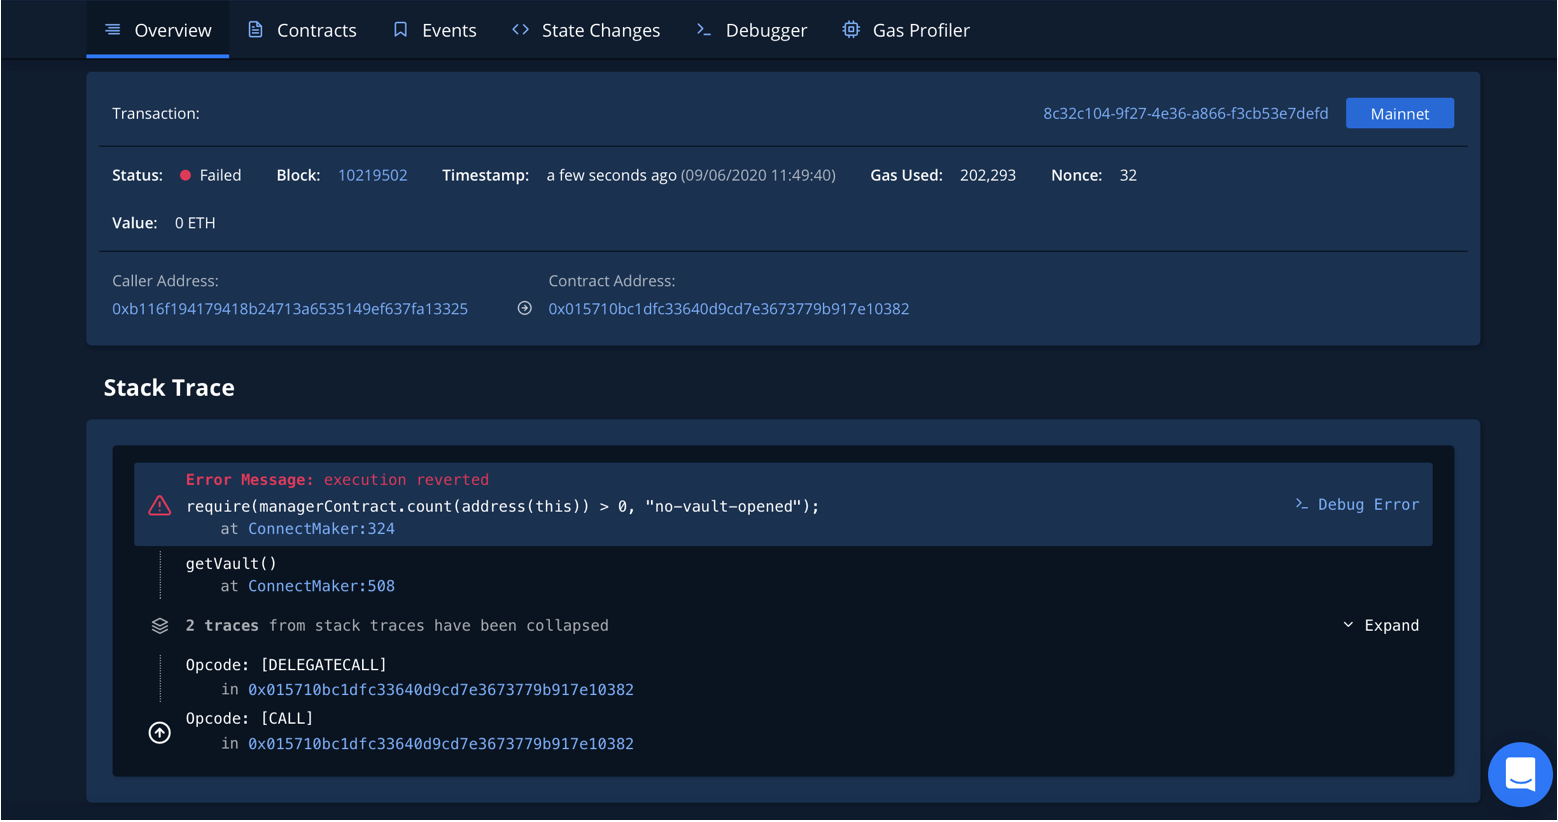 Overview Contracts Events State Changes Debugger Gas Profiler
Transaction: 8c32c104-9f27-4e36-a866-f3cb53e7defd Mainnet
Status: Failed Block: 10219502 Timestamp: a few seconds ago (09/06/2020 11:49:40) Gas Used: 202,293 Nonce: 32
Value: 0 ETH
Caller Address: Contract Address:
0xb116f194179418b24713a6535149ef637fa13325 0x015710bc1dfc33640d9cd7e3673779b917e10382
Stack Trace
Error Message: execution reverted
require(managerContract.count(address(this)) > 0, "no-vault-opened");
Debug Error
at ConnectMaker:324
getVault()
at ConnectMaker:508
2 traces from stack traces have been collapsed Expand
Opcode: [DELEGATECALL]
in 0x015710bc1dfc33640d9cd7e3673779b917e10382
Opcode: [CALL]
in 0x015710bc1dfc33640d9cd7e3673779b917e10382